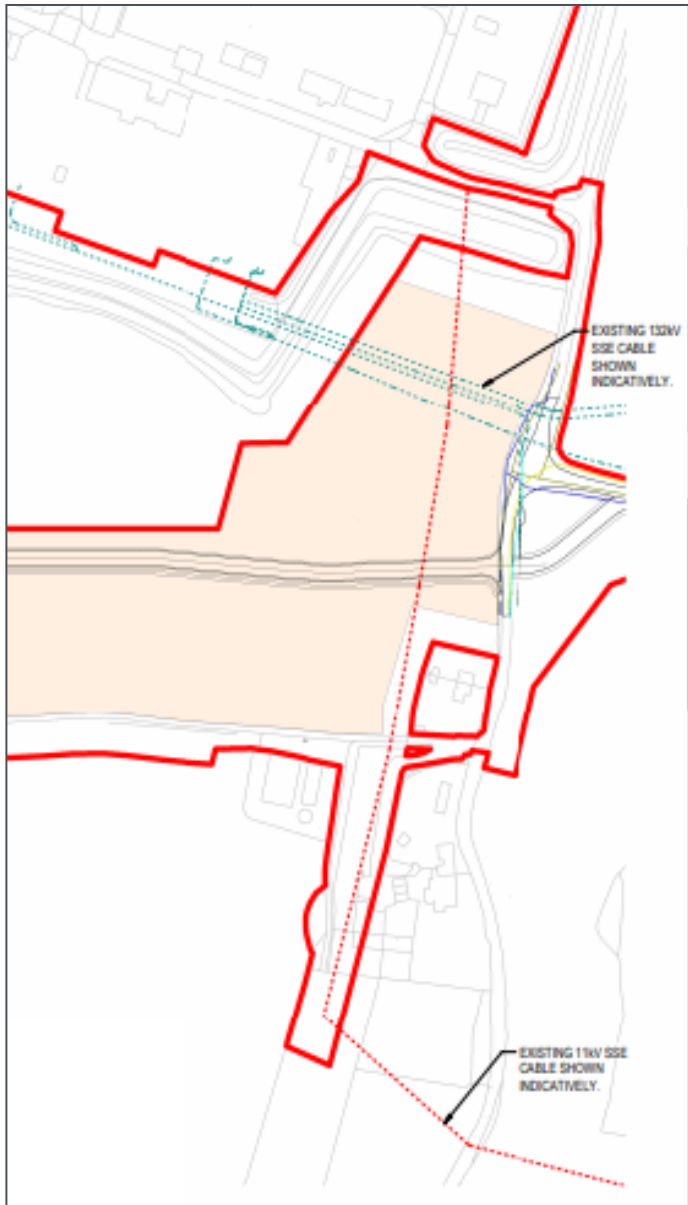 EXISTING 132kV
SSE CABLE
SHOWN
INDICATIVELY.
EXISTING 11kV SSE
CABLE SHOWN
INDICATIVELY.